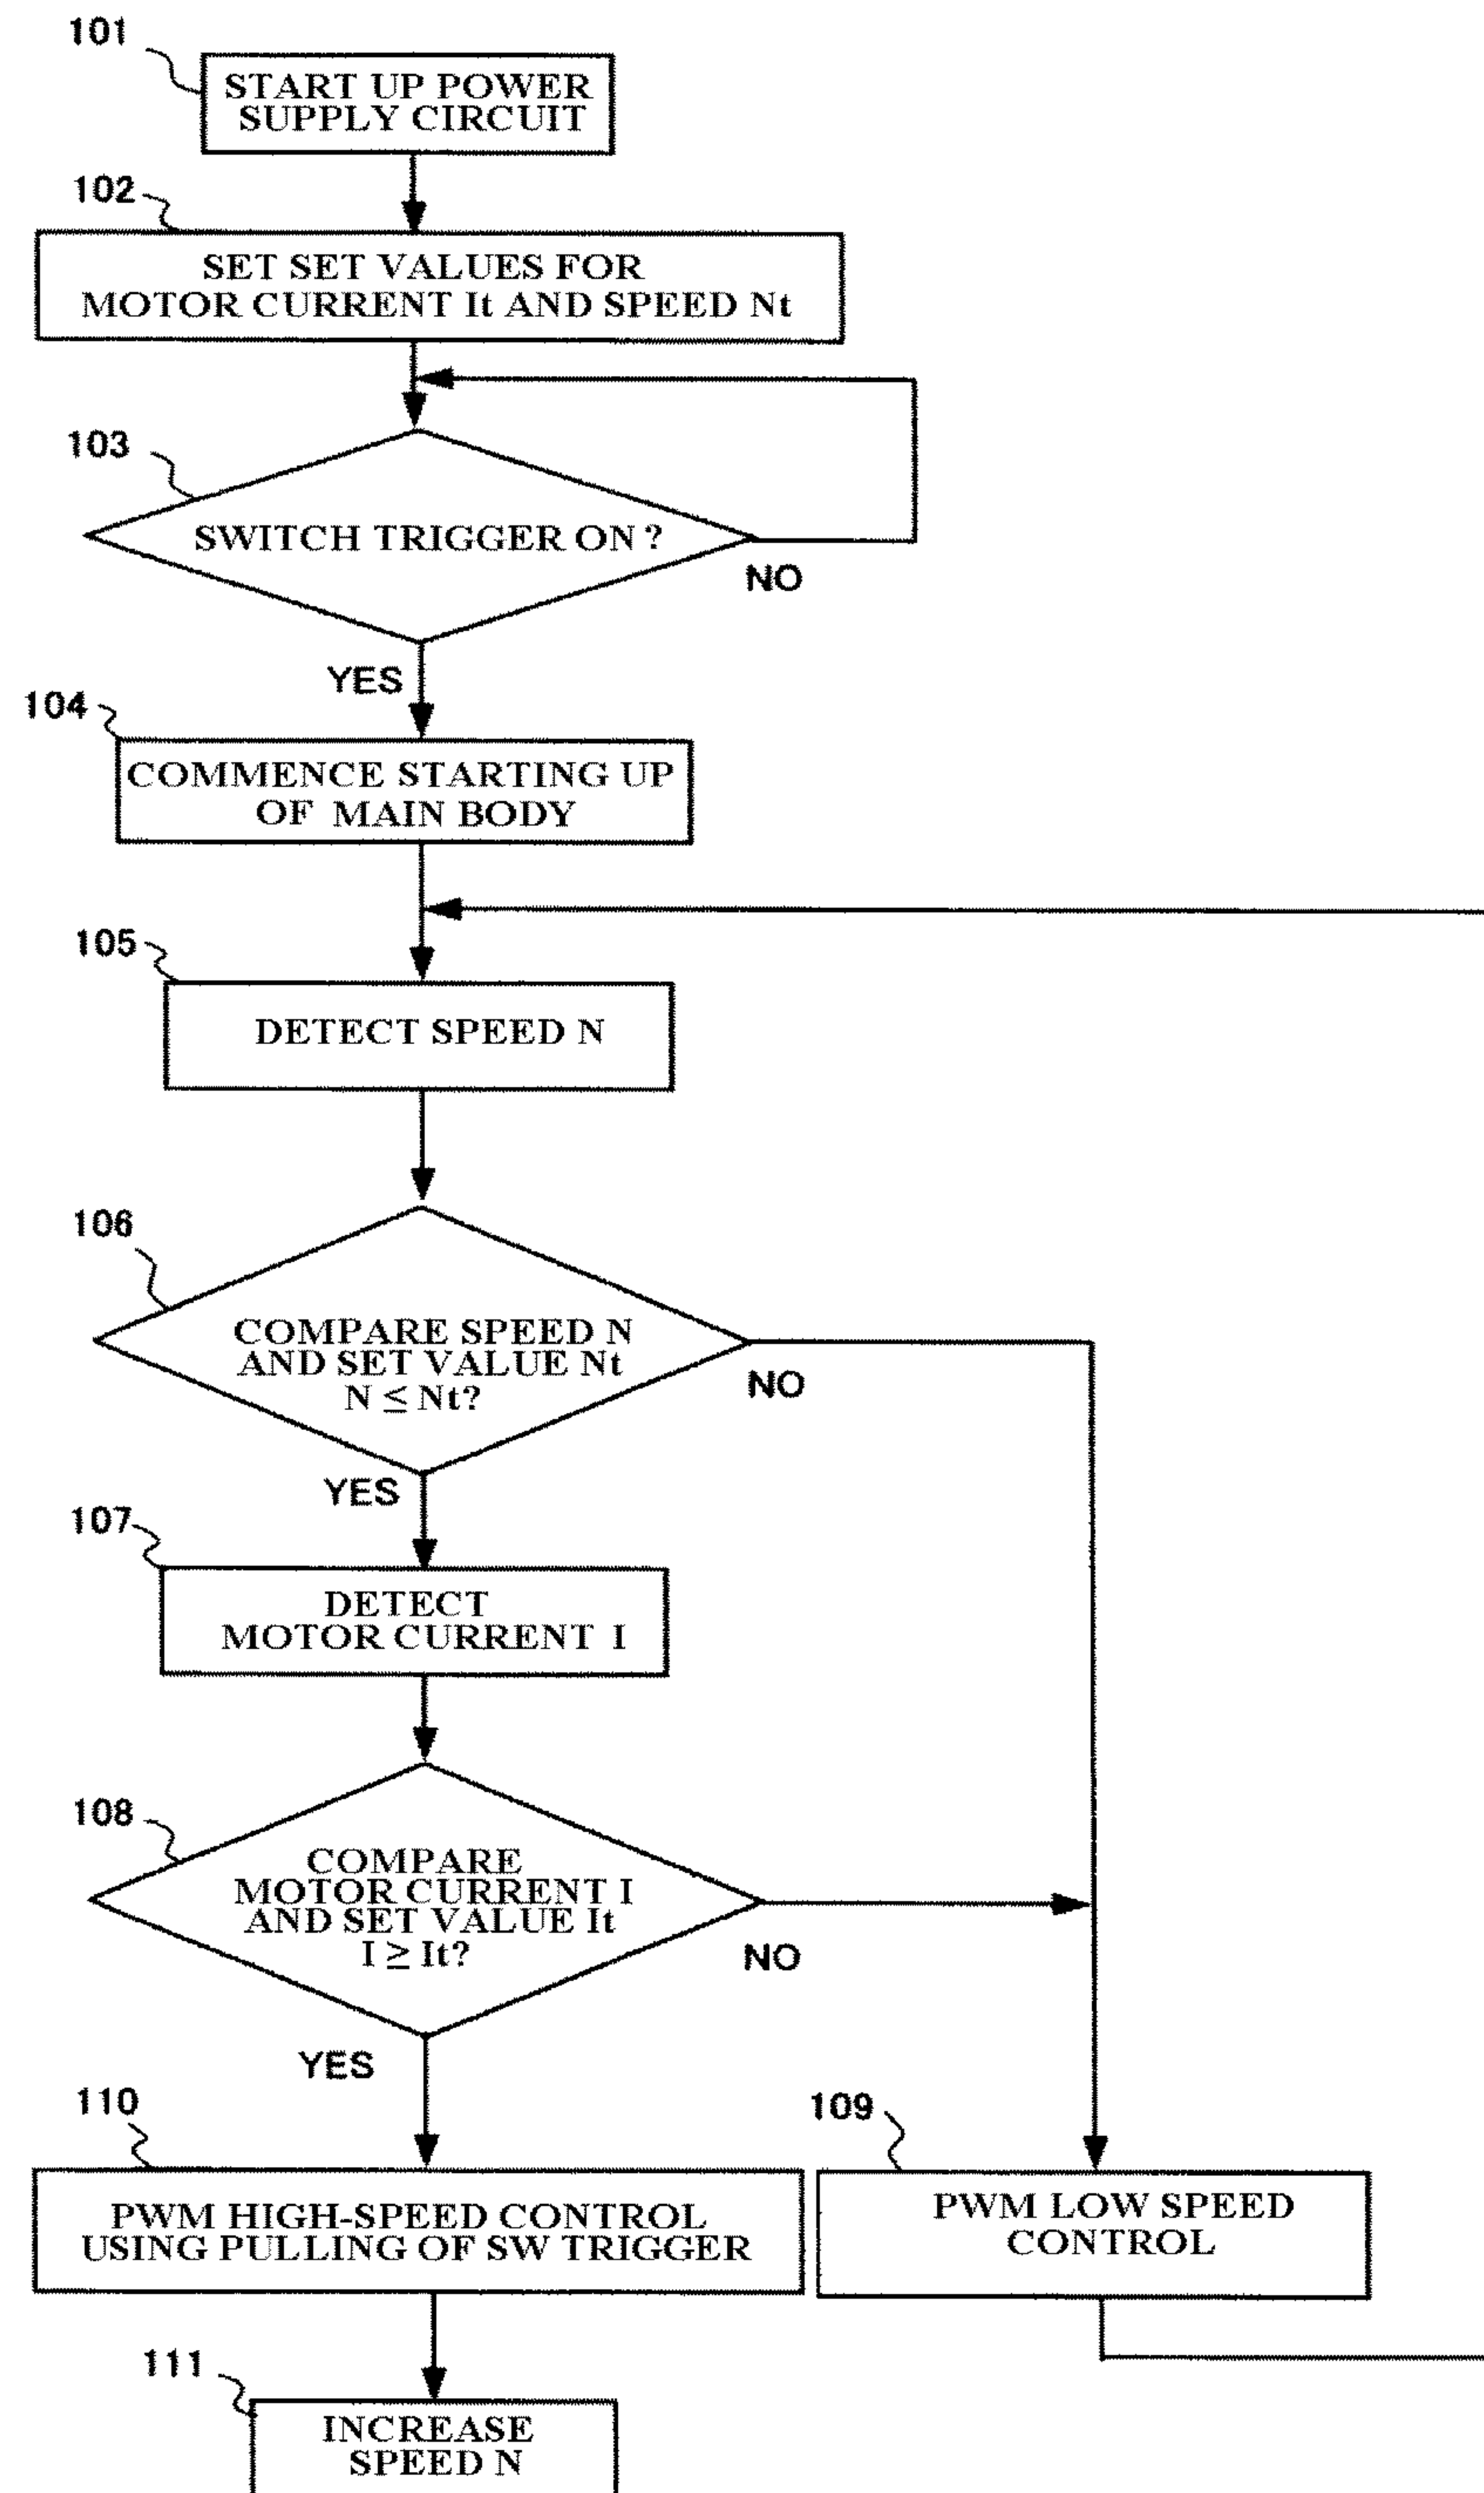 101
START UP POWER
SUPPLY CIRCUIT
102
SET SET VALUES FOR
MOTOR CURRENT It AND SPEED Nt
103
SWITCH TRIGGER ON?
NO
YES
104
COMMENCE STARTING UP
OF MAIN BODY
105
DETECT SPEED N
106
COMPARE SPEED N
AND SET VALUE Nt
N ≤ Nt?
NO
YES
107
DETECT
MOTOR CURRENT I
108
COMPARE
MOTOR CURRENT I
AND SET VALUE It
I ≥ It?
NO
YES
110
PWM HIGH-SPEED CONTROL
USING PULLING OF SW TRIGGER
109
PWM LOW SPEED
CONTROL
111
INCREASE
SPEED N